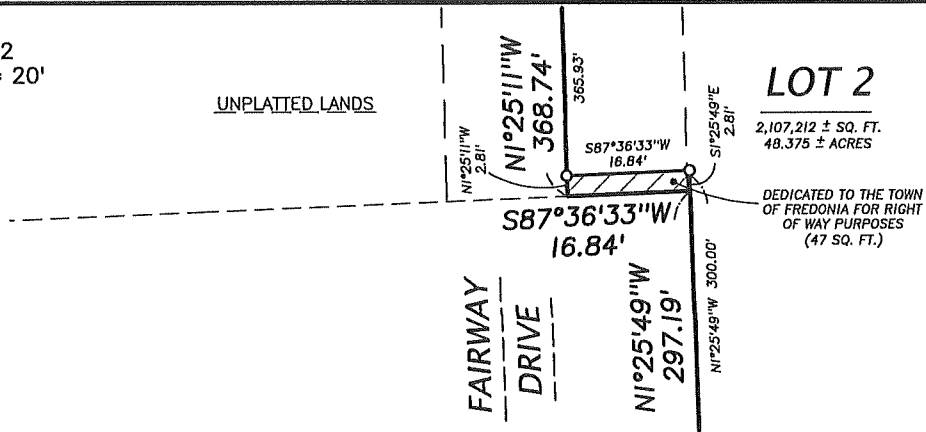 2
= 20'
UNPLATTED LANDS
N1°25'11"W
368.74'
365.93'
N1°25'11"W
2.81'
S87°36'33"W
16.84'
S1°25'49"E
2.81'
LOT 2
2,107,212 ± SQ. FT.
48.375 ± ACRES
DEDICATED TO THE TOWN
OF FREDONIA FOR RIGHT
OF WAY PURPOSES
(47 SQ. FT.)
S87°36'33"W
16.84'
FAIRWAY
DRIVE
N1°25'49"W
297.19'
N1°25'49"W 300.00'